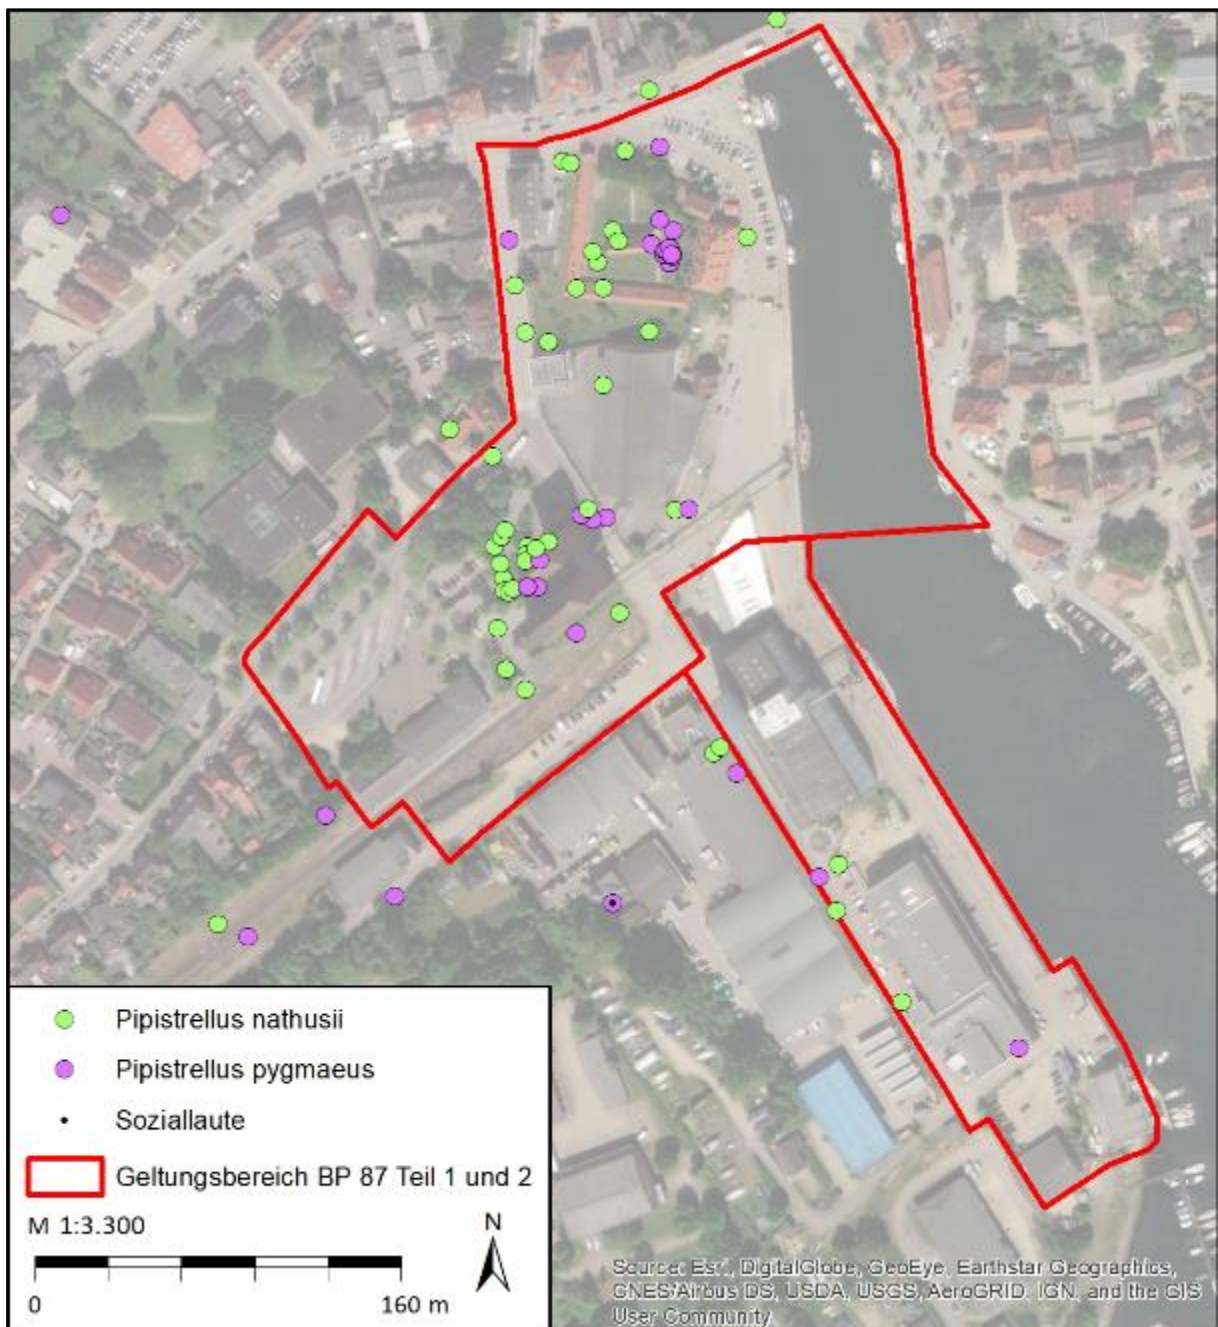 Pipistrellus nathusii
Pipistrellus pygmaeus
Soziallaute
Geltungsbereich BP 87 Teil 1 und 2
M 1:3.300
N
0 160 m
Source: Esri, DigitalGlobe, GeoEye, Earthstar Geographics,
CNES/Airbus DS, USDA, USGS, AeroGRID, IGN, and the GIS
User Community